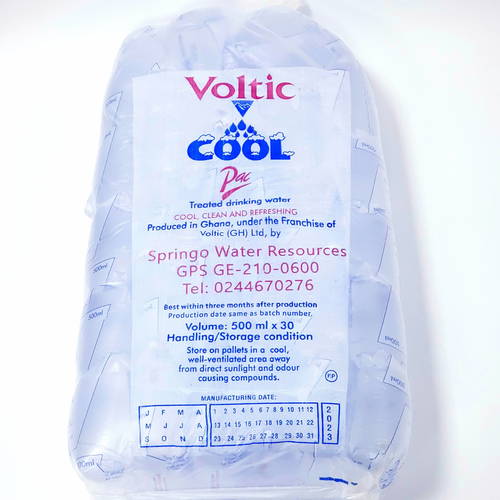 Voltic
COOL
Pac
Treated drinking water
COOL, CLEAN AND REFRESHING
Produced in Ghana, under the Franchise of
Voltic (GH) Ltd, by
Springo Water Resources
GPS GE-210-0600
Tel: 0244670276
Best within three months after production
Production date same as batch number.
Volume: 500 ml x 30
Handling/Storage condition
Store on pallets in a cool,
well-ventilated area away
from direct sunlight and odour
causing compounds.
F.P
MANUFACTURING DATE:
J F M A 1 2 3 4 5 6 7 8 9 10 11 12
M J J A 13 14 15 16 17 18 19 20 21 22
S O N D 23 24 25 26 27 28 29 30 31
2023
500ml
500ml
500ml
500ml